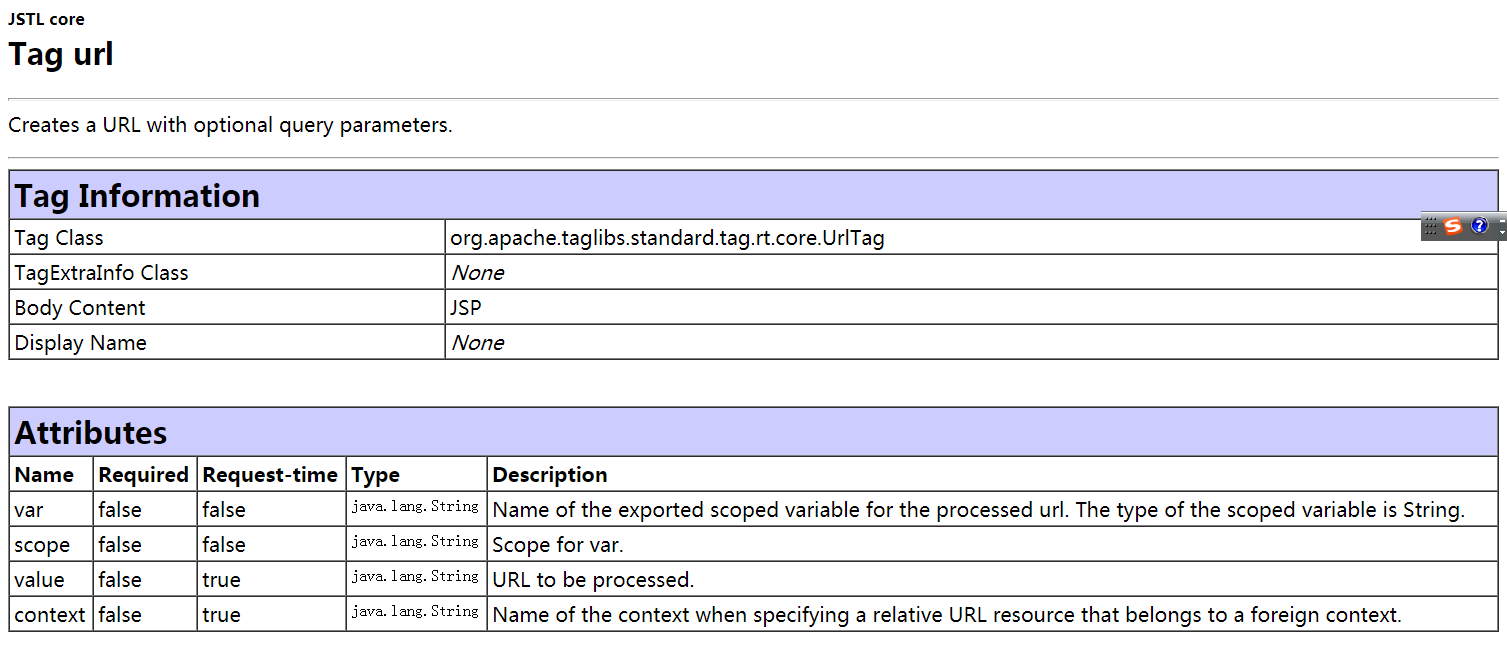 JSTL core
Tag url
Creates a URL with optional query parameters.
Tag Information
Tag Class org.apache.taglibs.standard.tag.rt.core.UrlTag
TagExtraInfo Class None
Body Content JSP
Display Name None
Attributes
Name Required Request-time Type Description
var false false java.lang.String Name of the exported scoped variable for the processed url. The type of the scoped variable is String.
scope false false java.lang.String Scope for var.
value false true java.lang.String URL to be processed.
context false true java.lang.String Name of the context when specifying a relative URL resource that belongs to a foreign context.